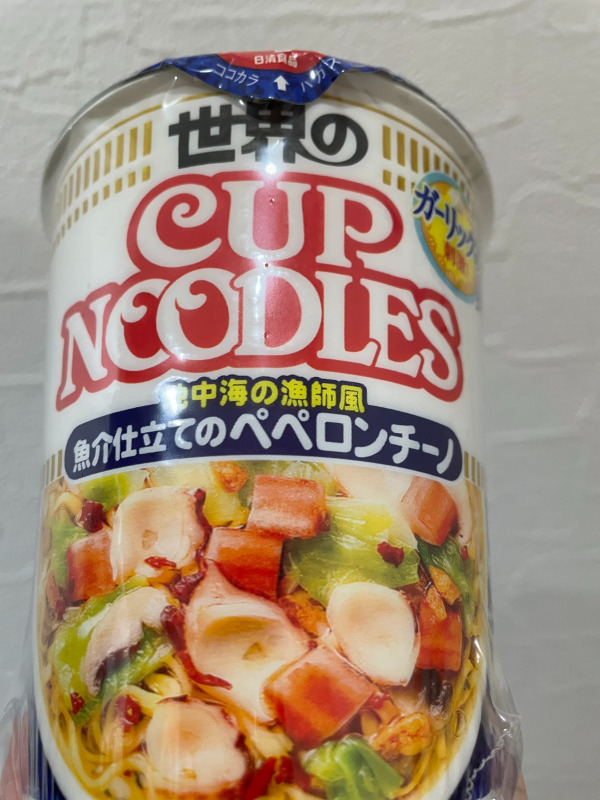 日清食品
ココカラ
世界の
CUP
NOODLES
ガーリック
刺激!
地中海の漁師風
魚介仕立てのペペロンチーノ